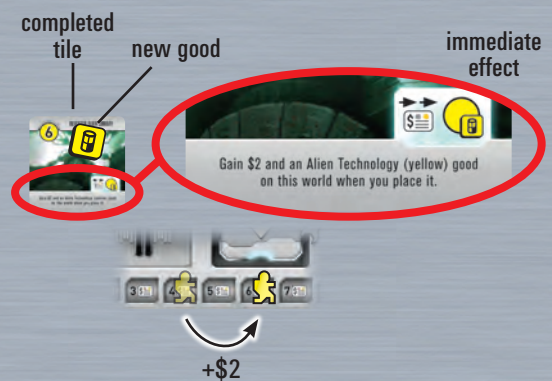 completed
tile
new good
immediate
effect
6
Gain $2 and an Alien Technology (yellow) good
on this world when you place it.
$
3 4 5 6 7
+$2